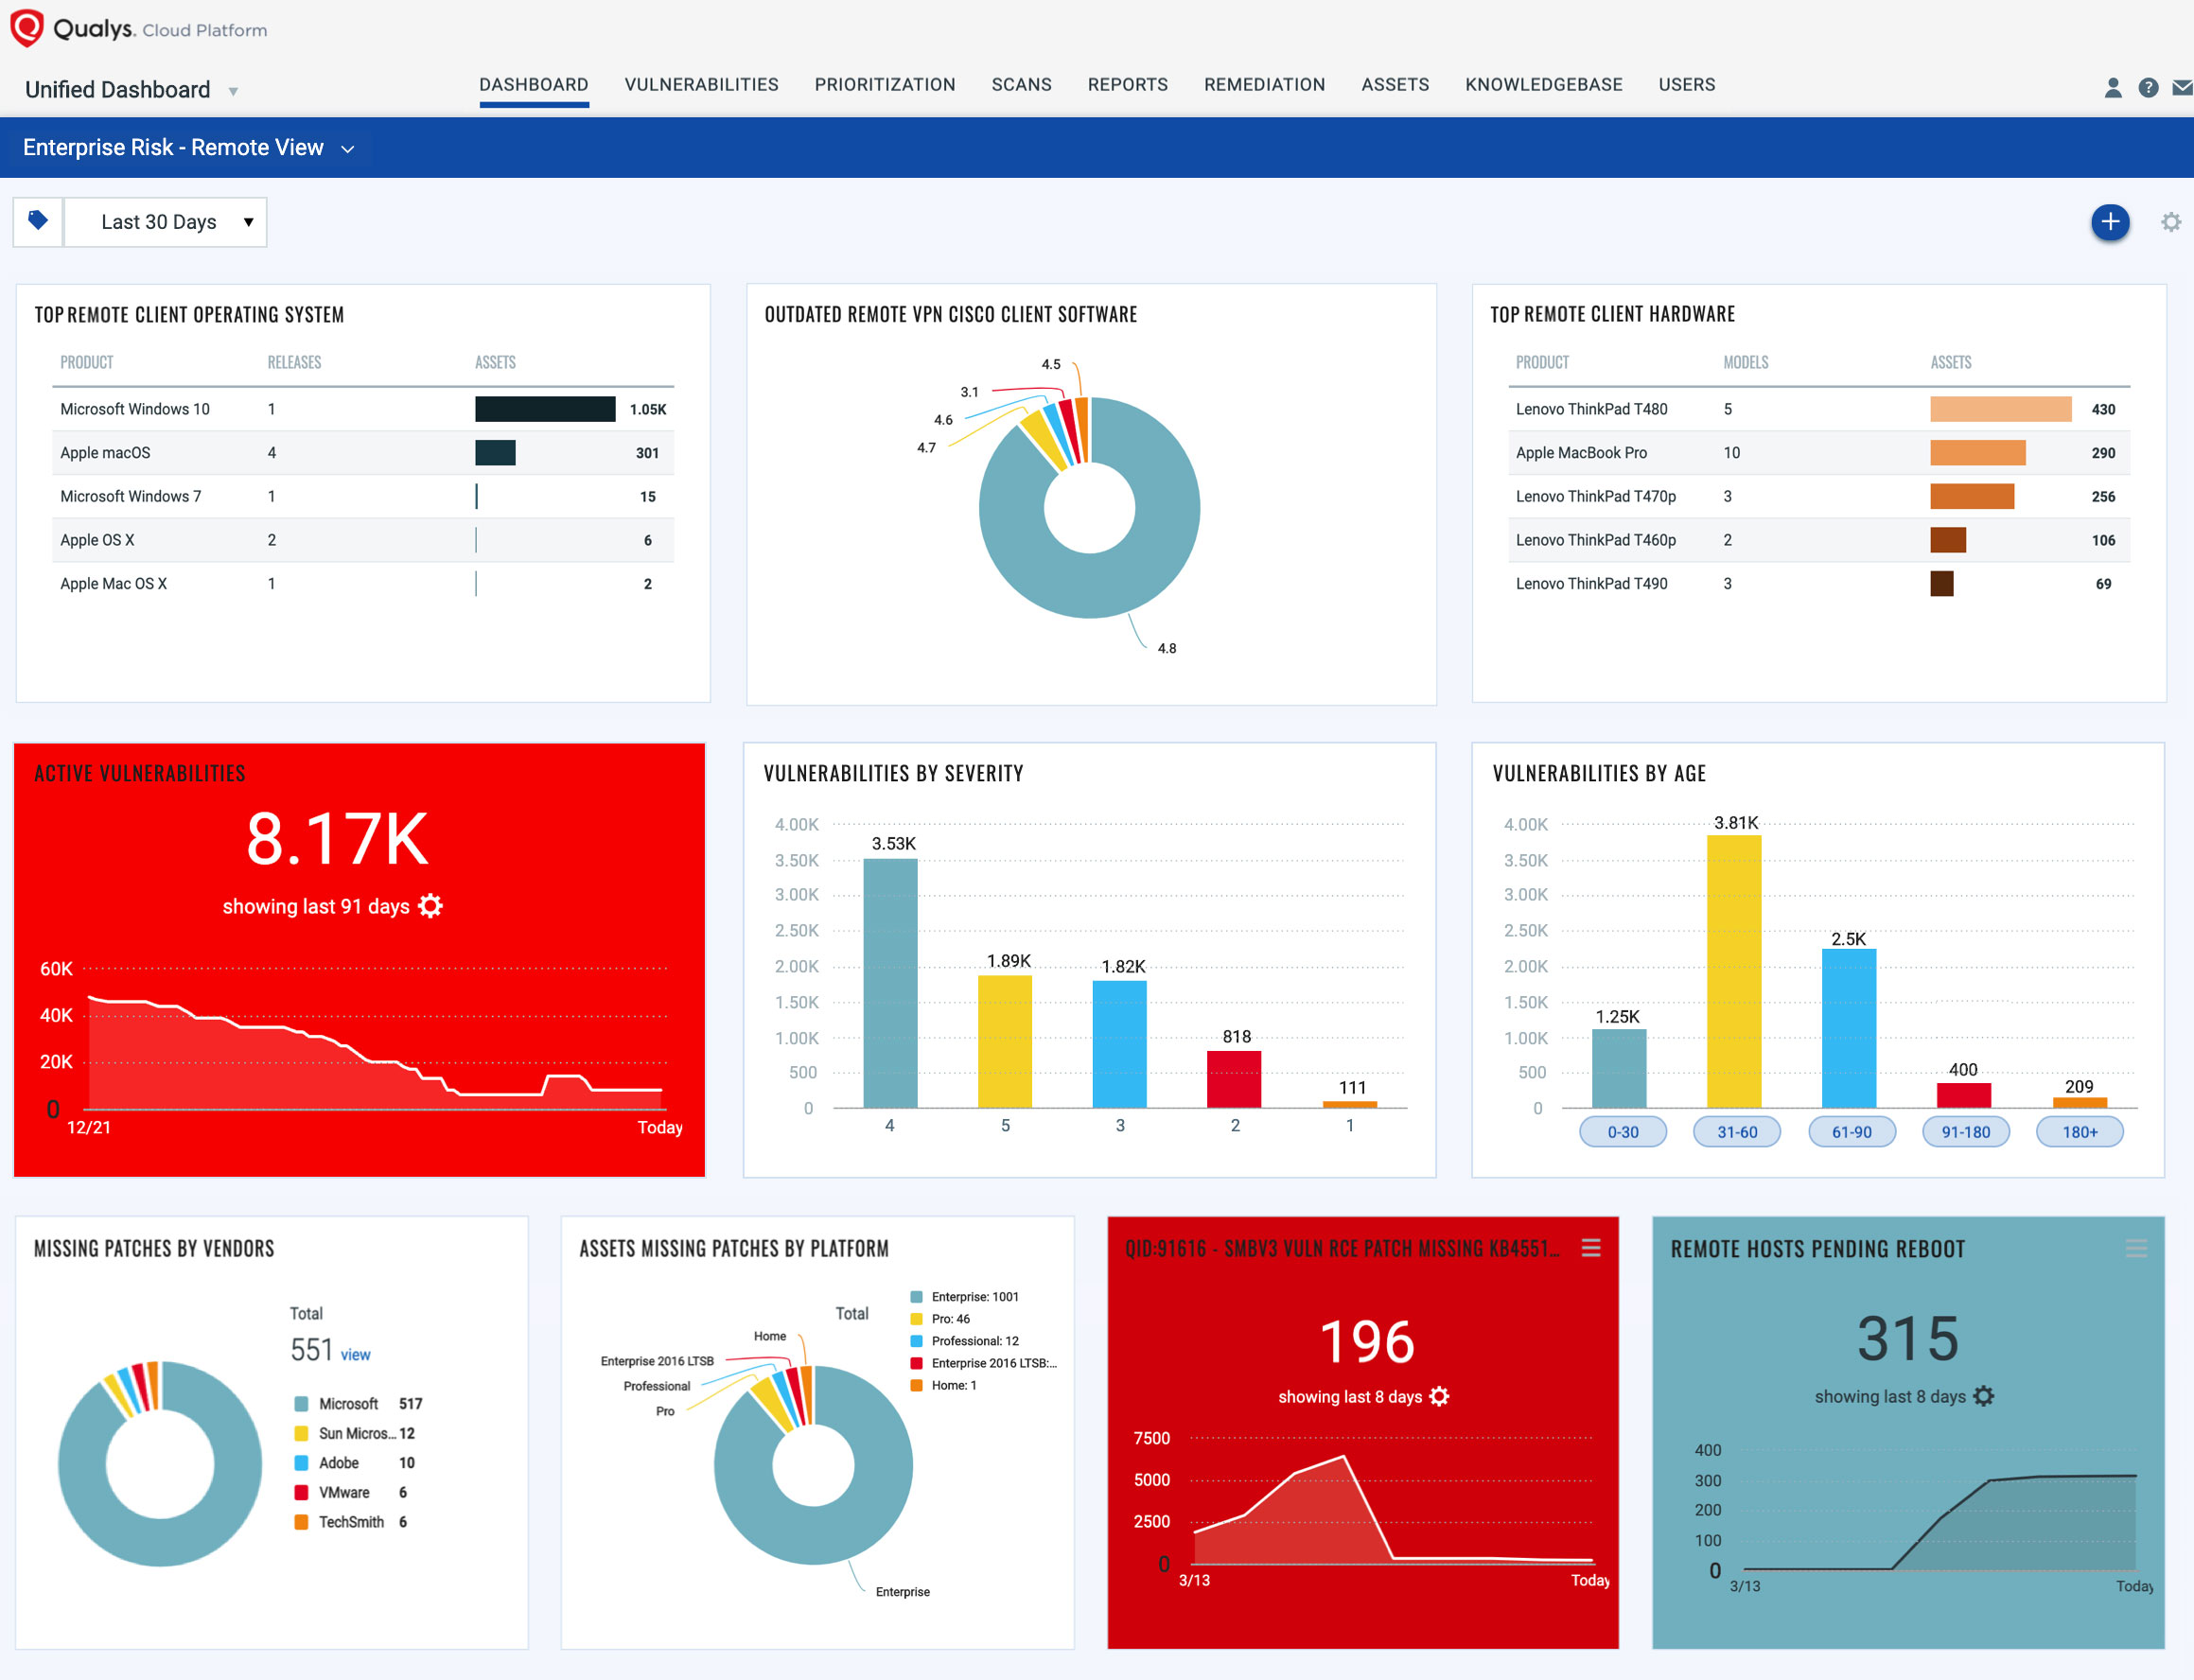 Qualys. Cloud Platform
Unified Dashboard
DASHBOARD VULNERABILITIES PRIORITIZATION SCANS REPORTS REMEDIATION ASSETS KNOWLEDGEBASE USERS
Enterprise Risk - Remote View
Last 30 Days
TOP REMOTE CLIENT OPERATING SYSTEM
PRODUCT RELEASES ASSETS
Microsoft Windows 10 1 1.05K
Apple macOS 4 301
Microsoft Windows 7 1 15
Apple OS X 2 6
Apple Mac OS X 1 2
OUTDATED REMOTE VPN CISCO CLIENT SOFTWARE
4.5
3.1
4.6
4.7
4.8
TOP REMOTE CLIENT HARDWARE
PRODUCT MODELS ASSETS
Lenovo ThinkPad T480 5 430
Apple MacBook Pro 10 290
Lenovo ThinkPad T470p 3 256
Lenovo ThinkPad T460p 2 106
Lenovo ThinkPad T490 3 69
ACTIVE VULNERABILITIES
8.17K
showing last 91 days
60K
40K
20K
0
12/21 Today
VULNERABILITIES BY SEVERITY
4.00K
3.53K
3.50K
3.00K
2.50K
1.89K 1.82K
2.00K
1.50K
1.00K 818
500
111
0
4 5 3 2 1
VULNERABILITIES BY AGE
4.00K 3.81K
3.50K
3.00K
2.50K 2.5K
2.00K
1.50K
1.25K
1.00K
500 400
209
0
0-30 31-60 61-90 91-180 180+
MISSING PATCHES BY VENDORS
Total
551 view
Microsoft 517
Sun Micros... 12
Adobe 10
VMware 6
TechSmith 6
ASSETS MISSING PATCHES BY PLATFORM
Total
Enterprise: 1001
Pro: 46
Professional: 12
Enterprise 2016 LTSB:...
Home: 1
Home
Enterprise 2016 LTSB
Professional
Pro
Enterprise
QID:91616 - SMBV3 VULN RCE PATCH MISSING KB4551...
196
showing last 8 days
7500
5000
2500
0
3/13 Today
REMOTE HOSTS PENDING REBOOT
315
showing last 8 days
400
300
200
100
0
3/13 Today